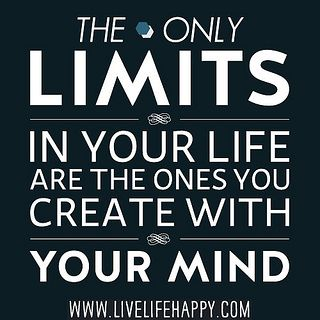 THE ONLY
LIMITS
IN YOUR LIFE
ARE THE ONES YOU
CREATE WITH
YOUR MIND
WWW.LIVELIFEHAPPY.COM